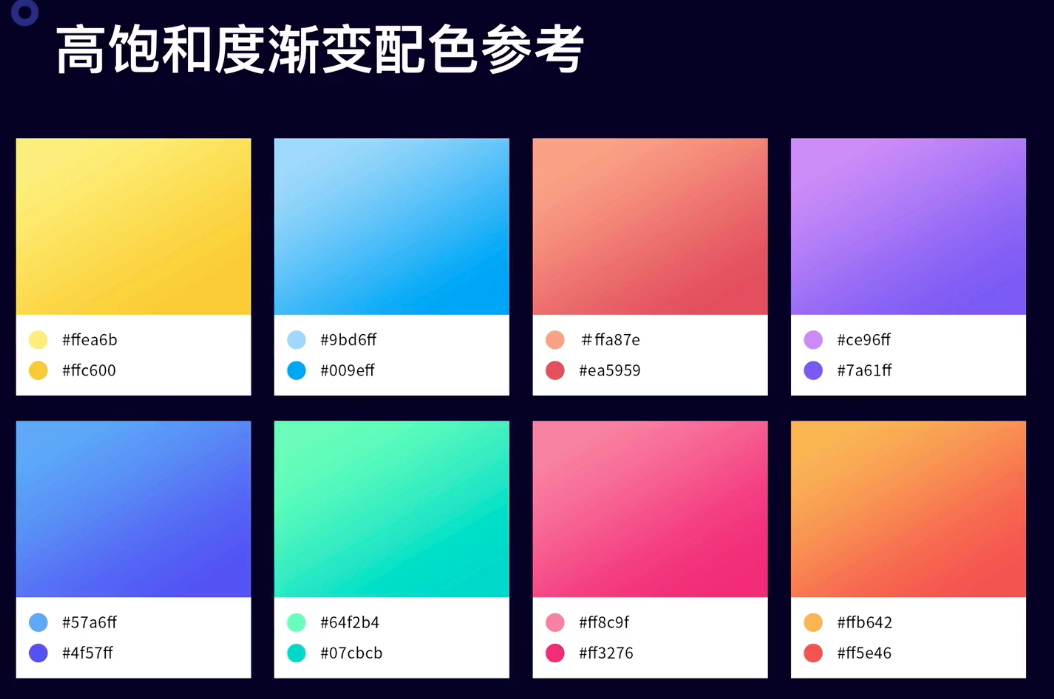 高饱和度渐变配色参考
#ffea6b
#ffc600
#9bd6ff
#009eff
#ffa87e
#ea5959
#ce96ff
#7a61ff
#57a6ff
#4f57ff
#64f2b4
#07cbcb
#ff8c9f
#ff3276
#ffb642
#ff5e46